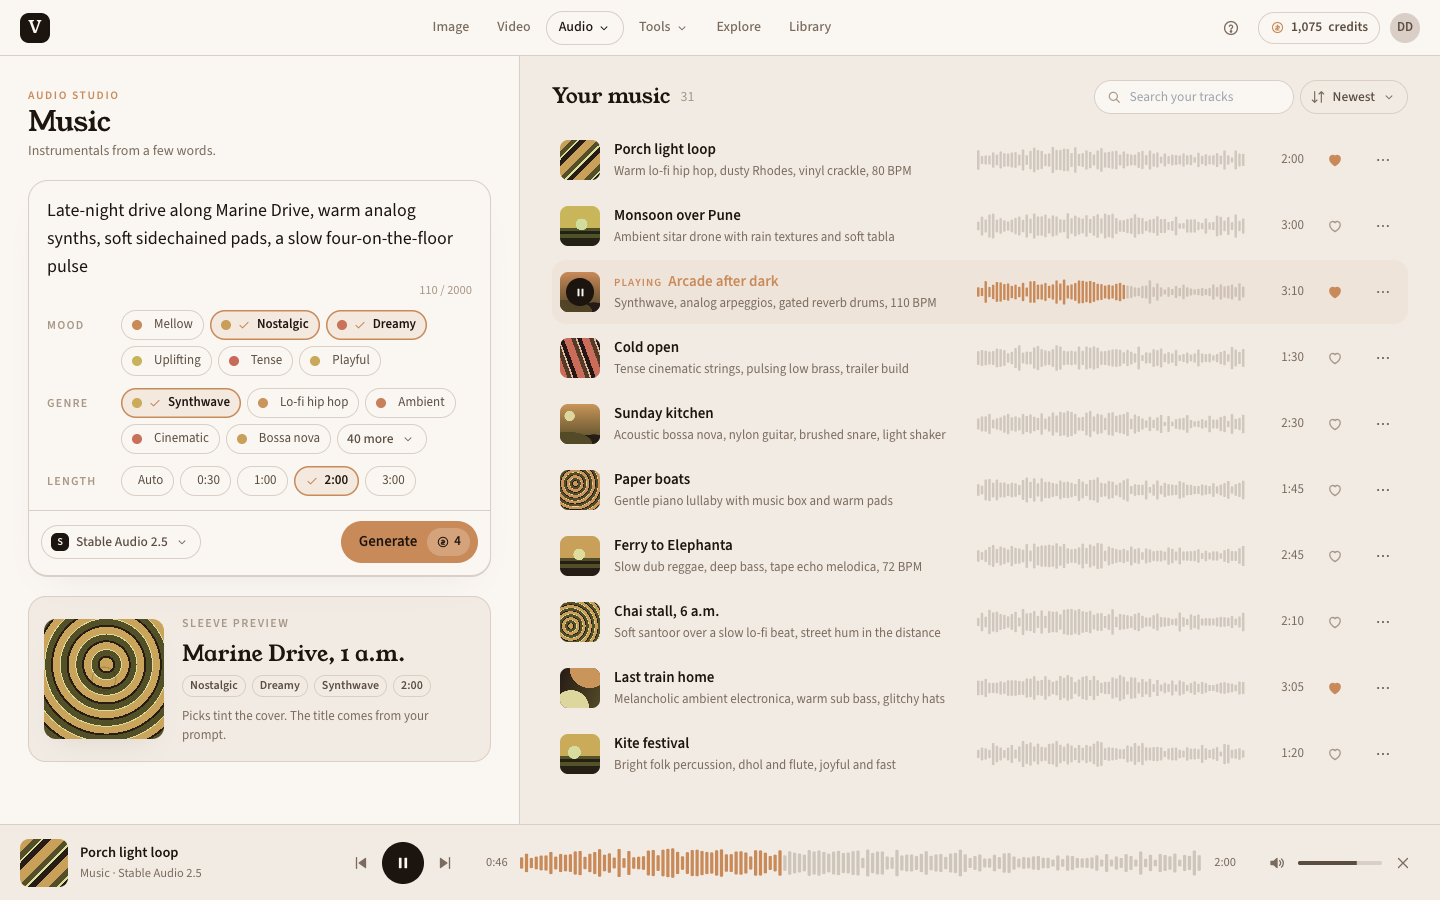 V
Image
Video
Audio
Tools
Explore
Library
1,075 credits
DD
AUDIO STUDIO
Music
Instrumentals from a few words.
Late-night drive along Marine Drive, warm analog
synths, soft sidechained pads, a slow four-on-the-floor
pulse
110 / 2000
MOOD
Mellow
Nostalgic
Dreamy
Uplifting
Tense
Playful
GENRE
Synthwave
Lo-fi hip hop
Ambient
Cinematic
Bossa nova
40 more
LENGTH
Auto
0:30
1:00
2:00
3:00
S
Stable Audio 2.5
Generate
4
SLEEVE PREVIEW
Marine Drive, 1 a.m.
Nostalgic
Dreamy
Synthwave
2:00
Picks tint the cover. The title comes from your
prompt.
Your music 31
Search your tracks
Newest
Porch light loop
Warm lo-fi hip hop, dusty Rhodes, vinyl crackle, 80 BPM
2:00
Monsoon over Pune
Ambient sitar drone with rain textures and soft tabla
3:00
PLAYING Arcade after dark
Synthwave, analog arpeggios, gated reverb drums, 110 BPM
3:10
Cold open
Tense cinematic strings, pulsing low brass, trailer build
1:30
Sunday kitchen
Acoustic bossa nova, nylon guitar, brushed snare, light shaker
2:30
Paper boats
Gentle piano lullaby with music box and warm pads
1:45
Ferry to Elephanta
Slow dub reggae, deep bass, tape echo melodica, 72 BPM
2:45
Chai stall, 6 a.m.
Soft santoor over a slow lo-fi beat, street hum in the distance
2:10
Last train home
Melancholic ambient electronica, warm sub bass, glitchy hats
3:05
Kite festival
Bright folk percussion, dhol and flute, joyful and fast
1:20
Porch light loop
Music · Stable Audio 2.5
0:46
2:00